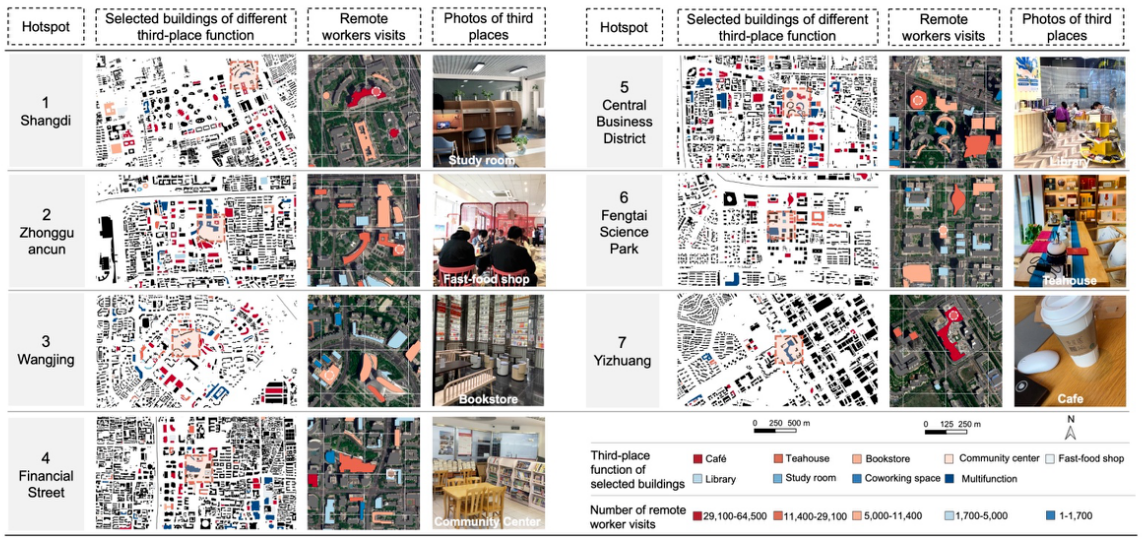 Hotspot
Selected buildings of different
third-place function
Remote
workers visits
Photos of third
places
Hotspot
Selected buildings of different
third-place function
Remote
workers visits
Photos of third
places
1
Shangdi
Study room
2
Zhonggu
ancun
Fast-food shop
3
Wangjing
Bookstore
4
Financial
Street
Community Center
5
Central
Business
District
Library
6
Fengtai
Science
Park
Teahouse
7
Yizhuang
Cafe
0 250 500 m
0 125 250 m
N
Third-place
function of
selected buildings
Café
Teahouse
Bookstore
Community center
Fast-food shop
Library
Study room
Coworking space
Multifunction
Number of remote
worker visits
29,100-64,500
11,400-29,100
5,000-11,400
1,700-5,000
1-1,700